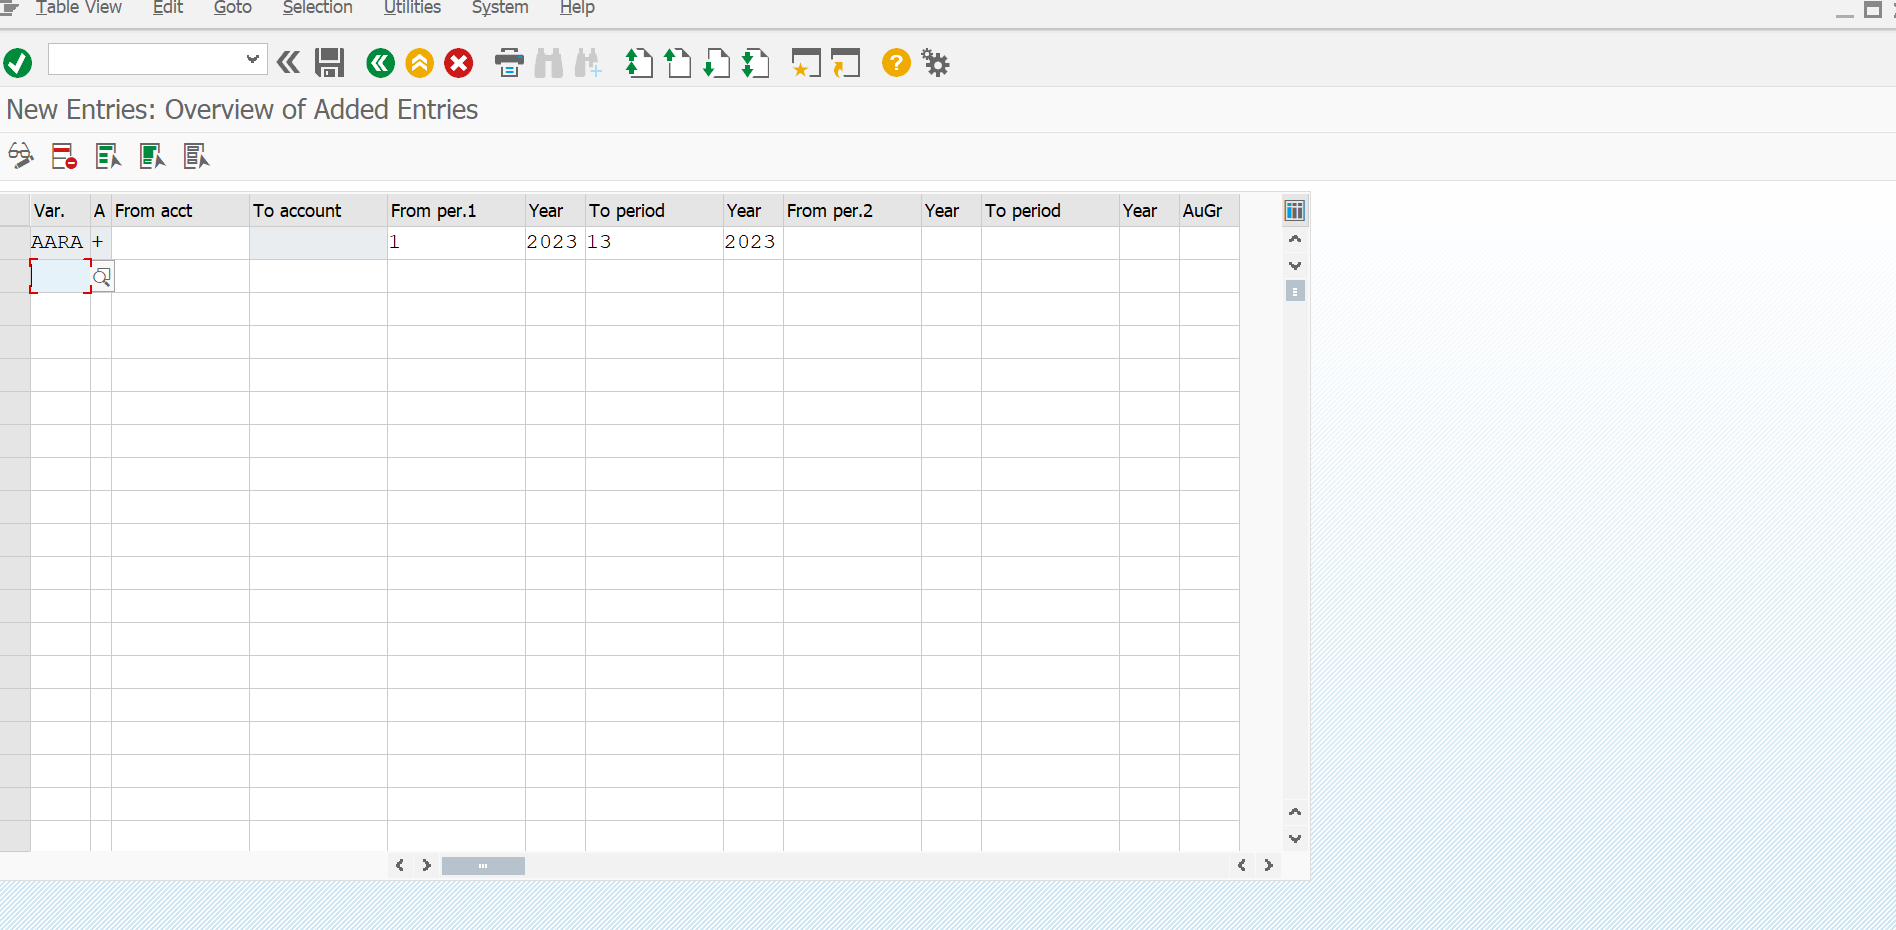 Table View Edit Goto Selection Utilities System Help
New Entries: Overview of Added Entries
Var. A From acct To account From per.1 Year To period Year From per.2 Year To period Year AuGr
AARA + 1 2023 13 2023